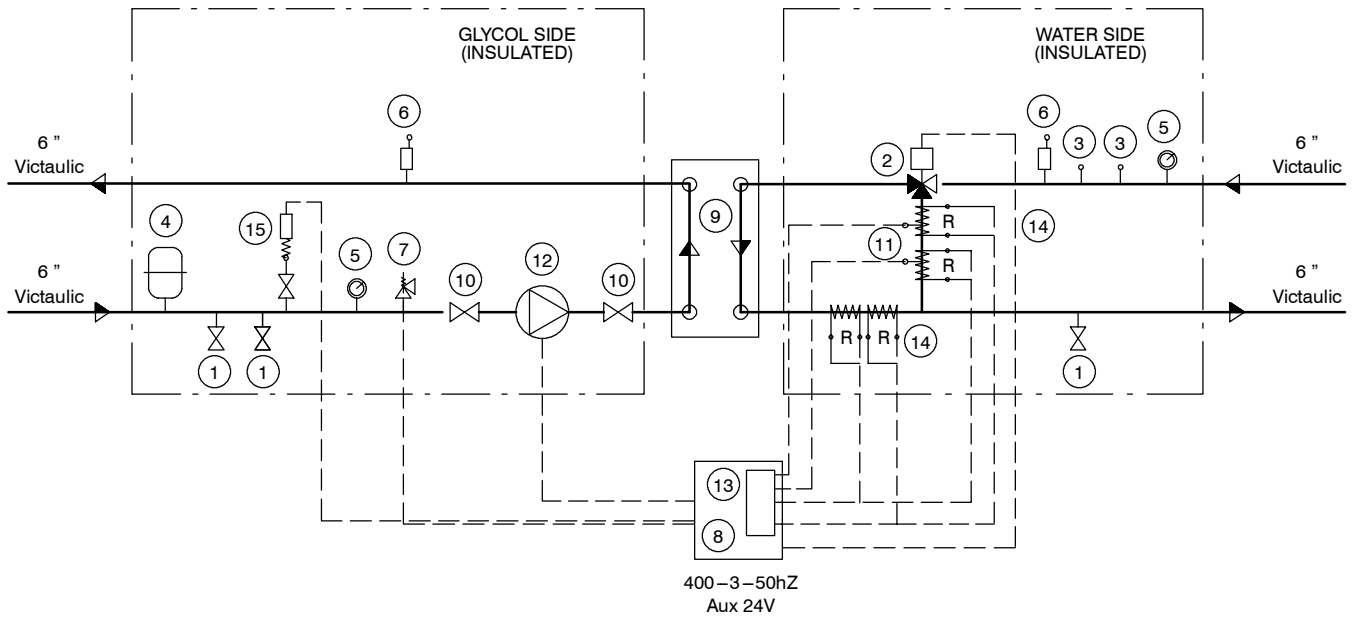 GLYCOL SIDE
(INSULATED)
WATER SIDE
(INSULATED)
6 ”
Victaulic
6
2
6
3
3
5
6 ”
Victaulic
4
15
5
7
10
12
10
9
11
R
R
14
6 ”
Victaulic
1
1
R
R
14
1
6 ”
Victaulic
13
8
400–3–50hZ
Aux 24V